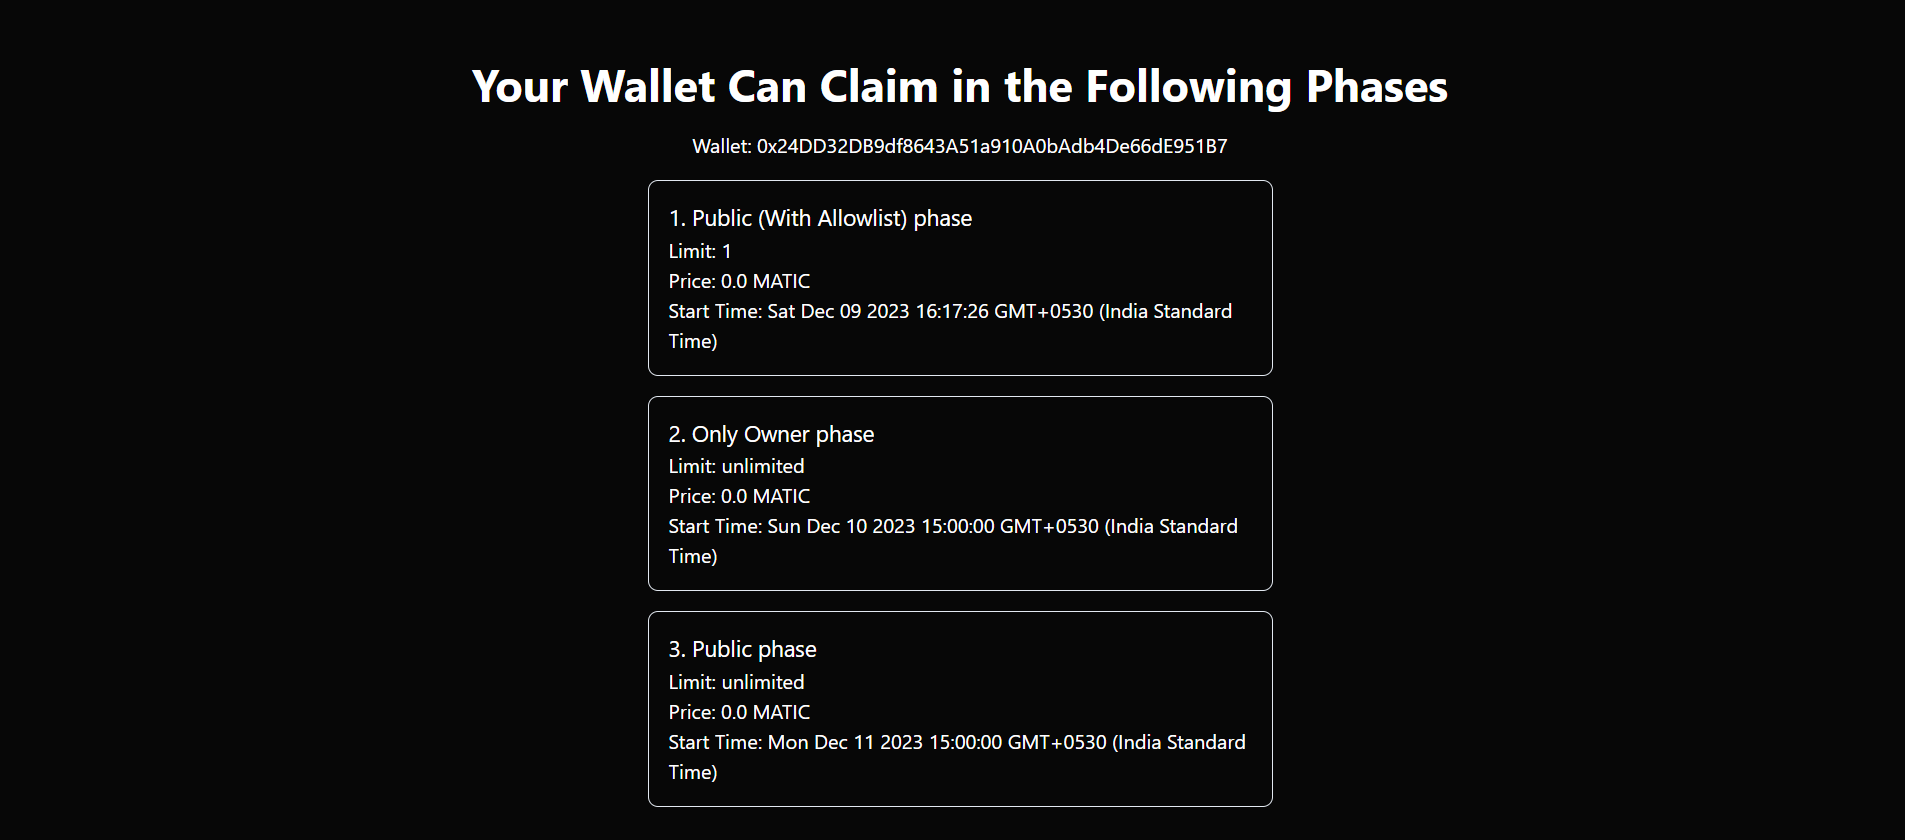 Your Wallet Can Claim in the Following Phases
Wallet: 0x24DD32DB9df8643A51a910A0bAdb4De66dE951B7
1. Public (With Allowlist) phase
Limit: 1
Price: 0.0 MATIC
Start Time: Sat Dec 09 2023 16:17:26 GMT+0530 (India Standard
Time)
2. Only Owner phase
Limit: unlimited
Price: 0.0 MATIC
Start Time: Sun Dec 10 2023 15:00:00 GMT+0530 (India Standard
Time)
3. Public phase
Limit: unlimited
Price: 0.0 MATIC
Start Time: Mon Dec 11 2023 15:00:00 GMT+0530 (India Standard
Time)